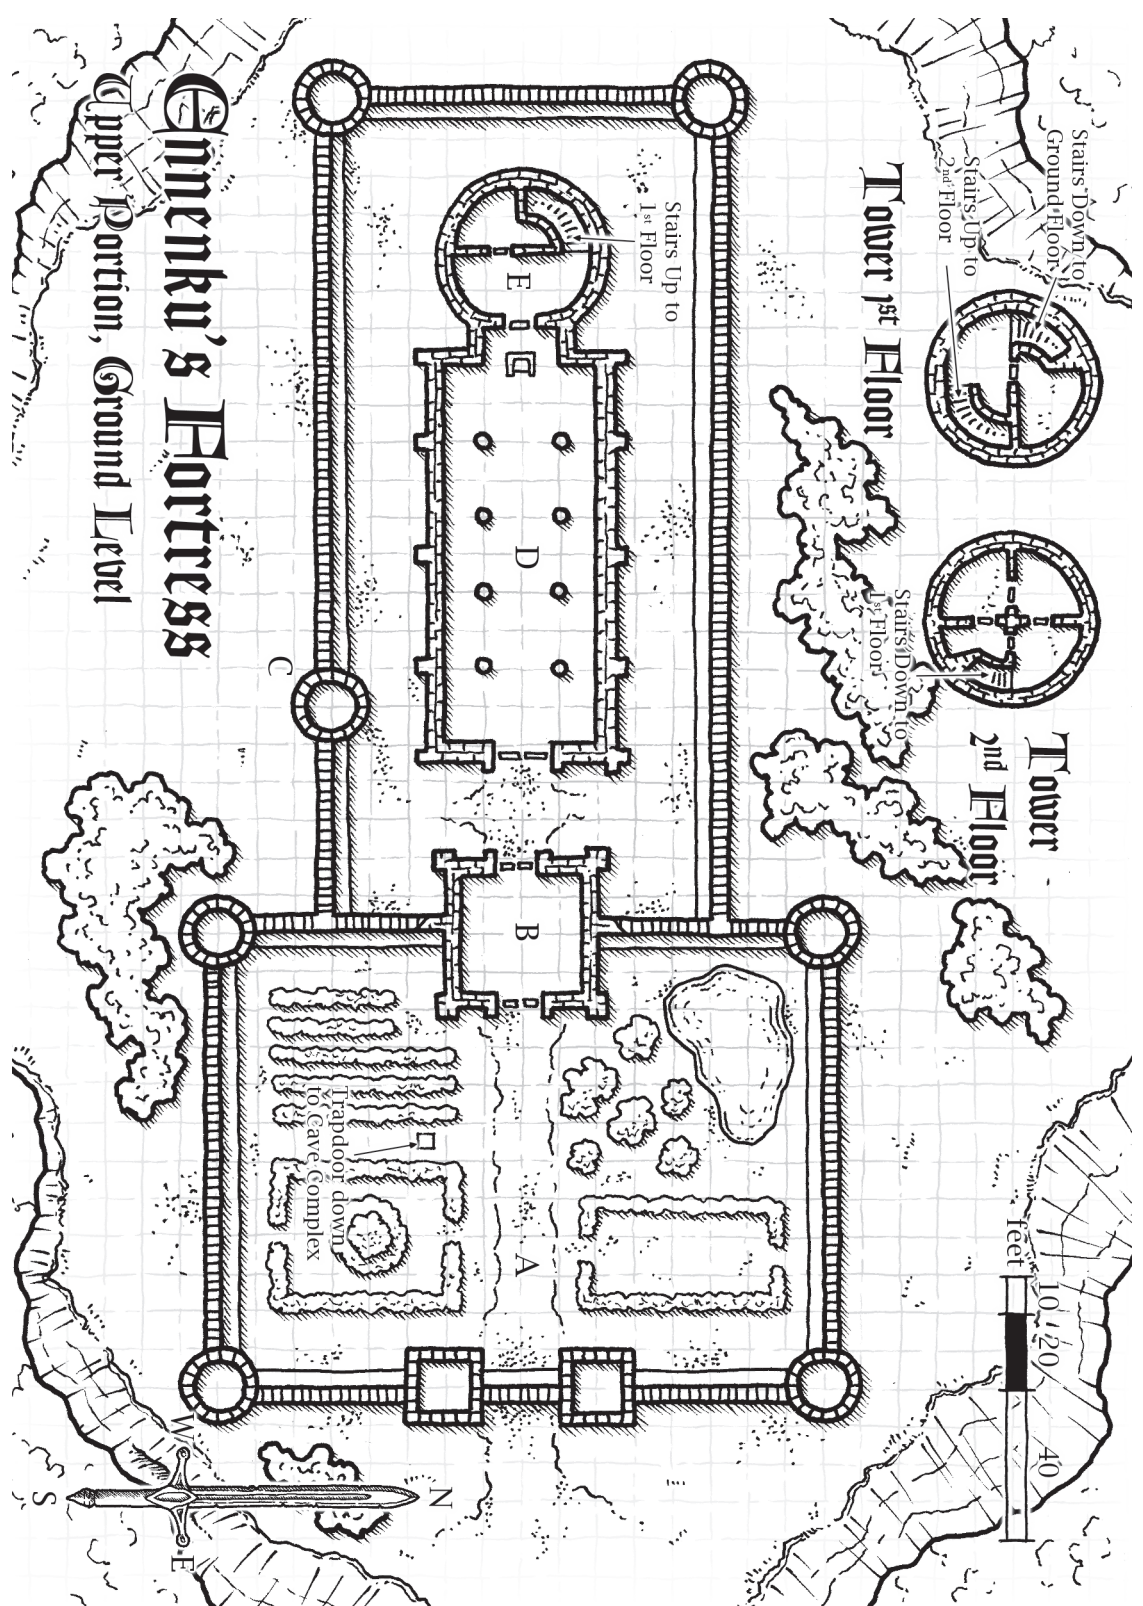 Ennenku's Fortress
Upper Portion, Ground Level
Tower 1st Floor
Tower
2nd Floor
Stairs Down to
Ground Floor
Stairs Up to
2nd Floor
Stairs Down to
1st Floor
Stairs Up to
1st Floor
E
D
C
B
A
Trapdoor down
to Cave Complex
feet
10
20
40
N
W
E
S